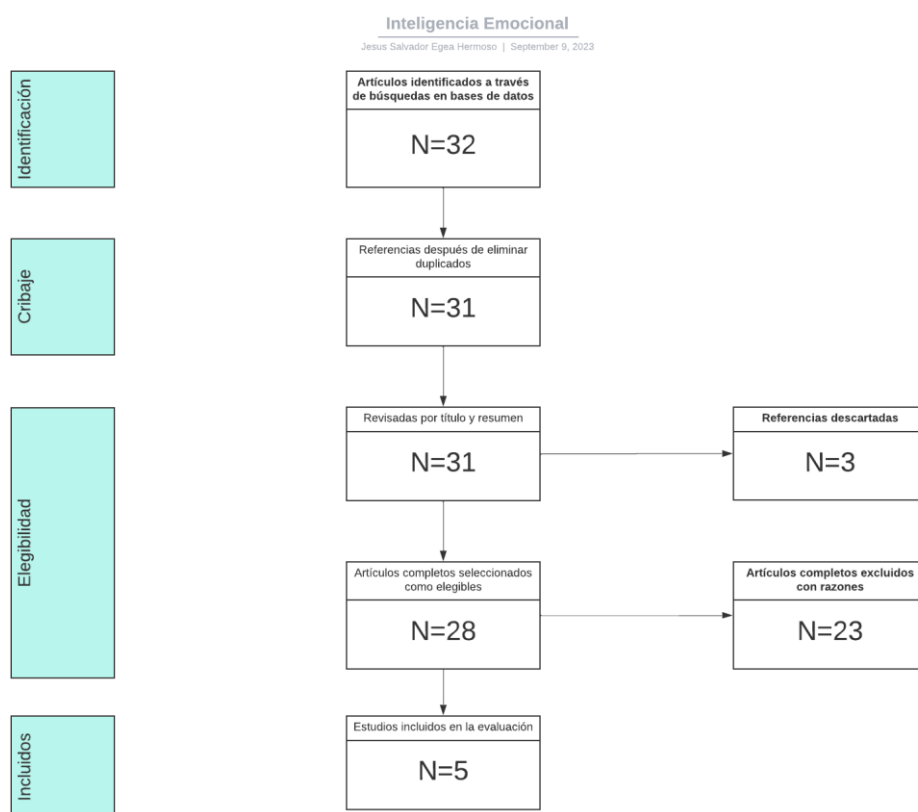 Inteligencia Emocional
Jesus Salvador Egea Hermoso | September 9, 2023
Identificación
Artículos identificados a través
de búsquedas en bases de datos
N=32
Cribaje
Referencias después de eliminar
duplicados
N=31
Elegibilidad
Revisadas por título y resumen
N=31
Referencias descartadas
N=3
Artículos completos seleccionados
como elegibles
N=28
Artículos completos excluidos
con razones
N=23
Incluidos
Estudios incluidos en la evaluación
N=5